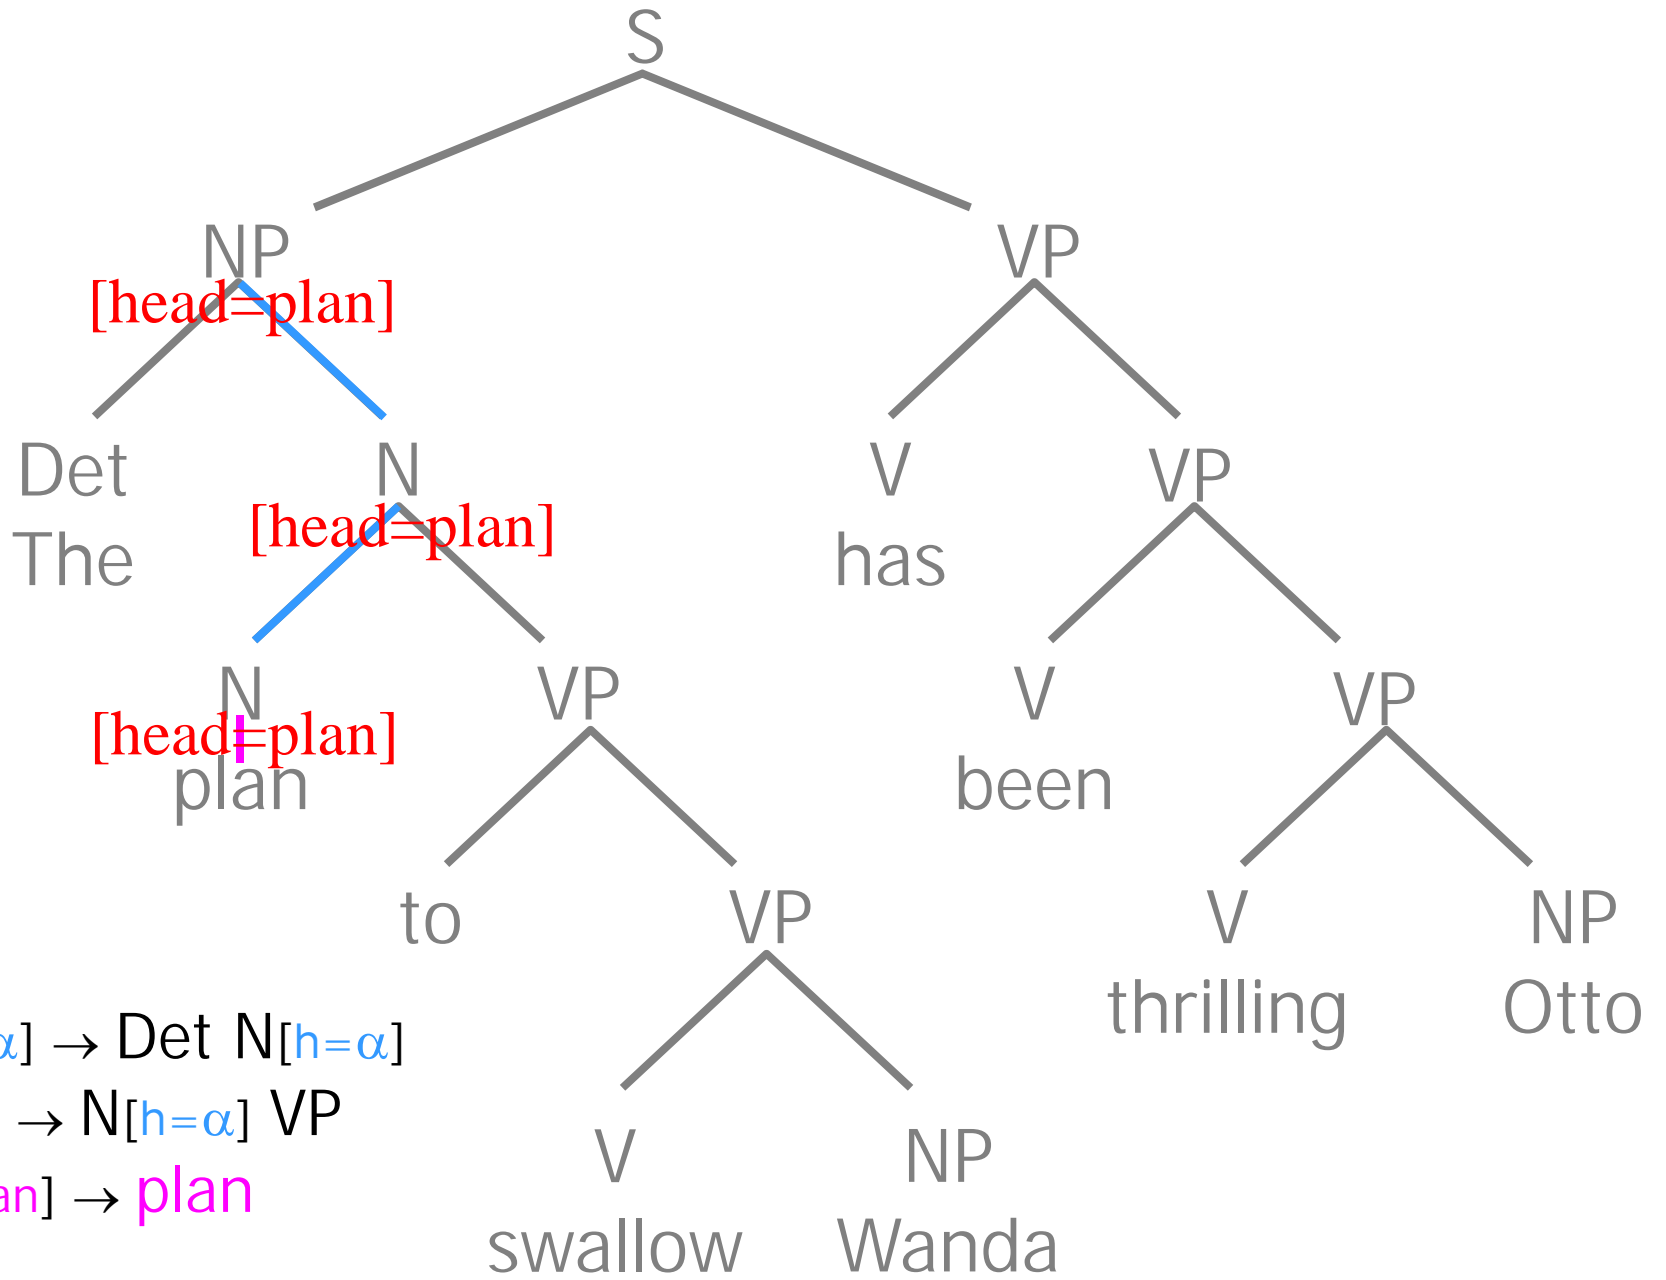 S
NP VP
[head=plan]
Det N V VP
The [head=plan] has
N VP V VP
[head=plan]
plan been
to VP V NP
thrilling Otto
α] → Det N[h=α]
→ N[h=α] VP
V NP
an] → plan
swallow Wanda